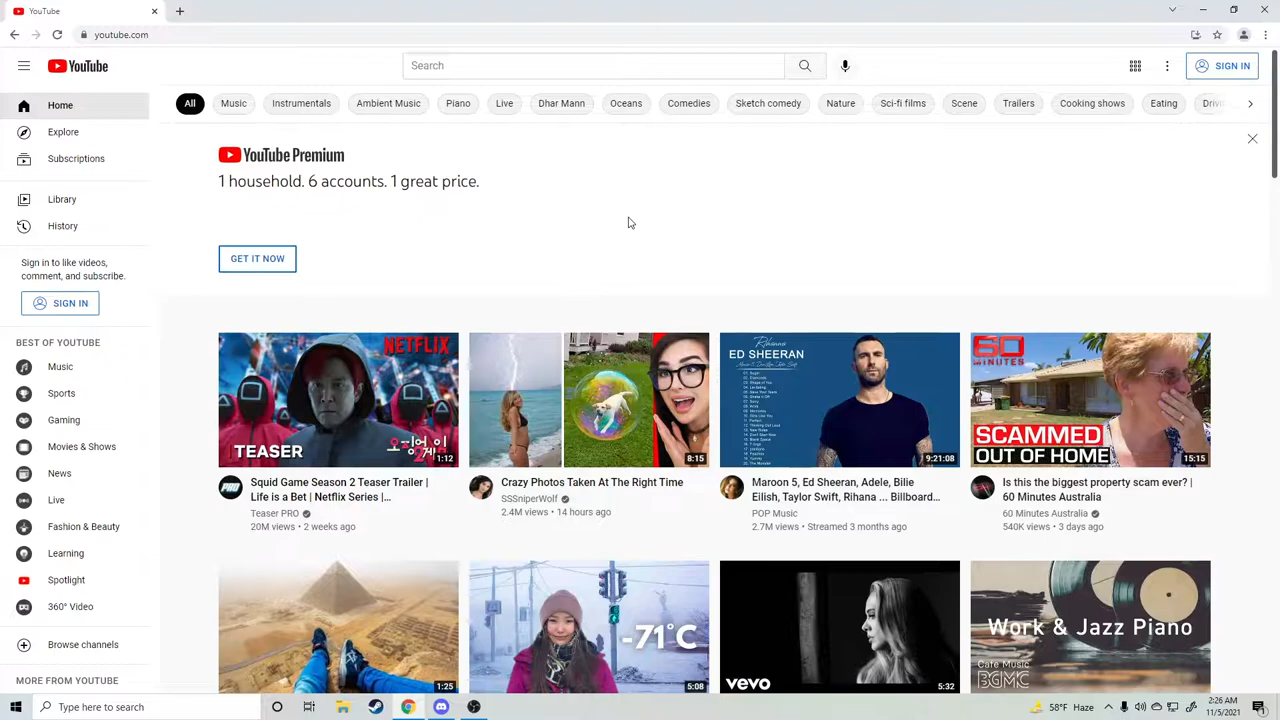 YouTube
youtube.com
YouTube
Search
SIGN IN
All Music Instrumentals Ambient Music Piano Live Dhar Mann Oceans Comedies Sketch comedy Nature Sci-fi films Scene Trailers Cooking shows Eating
Home
Explore
Subscriptions
Library
History
Sign in to like videos,
comment, and subscribe.
SIGN IN
BEST OF YOUTUBE
Music
Sports
Gaming
Movies & Shows
News
Live
Fashion & Beauty
Learning
Spotlight
360° Video
Browse channels
MORE FROM YOUTUBE
YouTube Premium
1 household. 6 accounts. 1 great price.
GET IT NOW
NETFLIX
TEASER
오징어 게
1:12
Squid Game Season 2 Teaser Trailer |
Life is a Bet | Netflix Series |...
Teaser PRO
20M views • 2 weeks ago
8:15
Crazy Photos Taken At The Right Time
SSSniperWolf
2.4M views • 14 hours ago
Rihanna
ED SHEERAN
9:21:08
Maroon 5, Ed Sheeran, Adele, Bilie
Eilish, Taylor Swift, Rihana ... Billboard...
POP Music
2.7M views • Streamed 3 months ago
60
MINUTES
SCAMMED
OUT OF HOME
15:15
Is this the biggest property scam ever? |
60 Minutes Australia
60 Minutes Australia
540K views • 3 days ago
1:25
-71°C
5:08
vevo
5:32
Work & Jazz Piano
Cafe Music
BGMC
Type here to search
58°F Haze
2:26 AM
11/5/2021